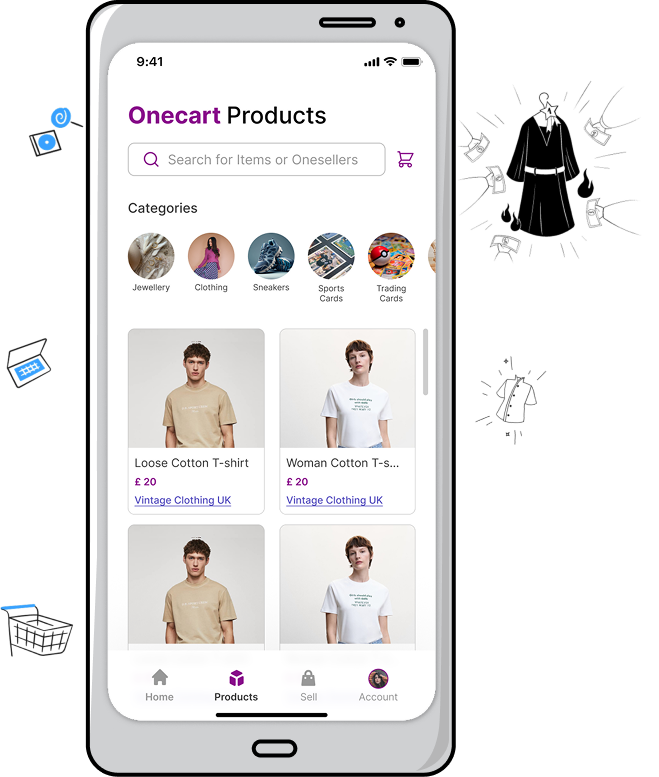 9:41
Onecart Products
Search for Items or Onesellers
Categories
Jewellery
Clothing
Sneakers
Sports
Cards
Trading
Cards
Loose Cotton T-shirt
£ 20
Vintage Clothing UK
Woman Cotton T-s...
£ 20
Vintage Clothing UK
Home
Products
Sell
Account